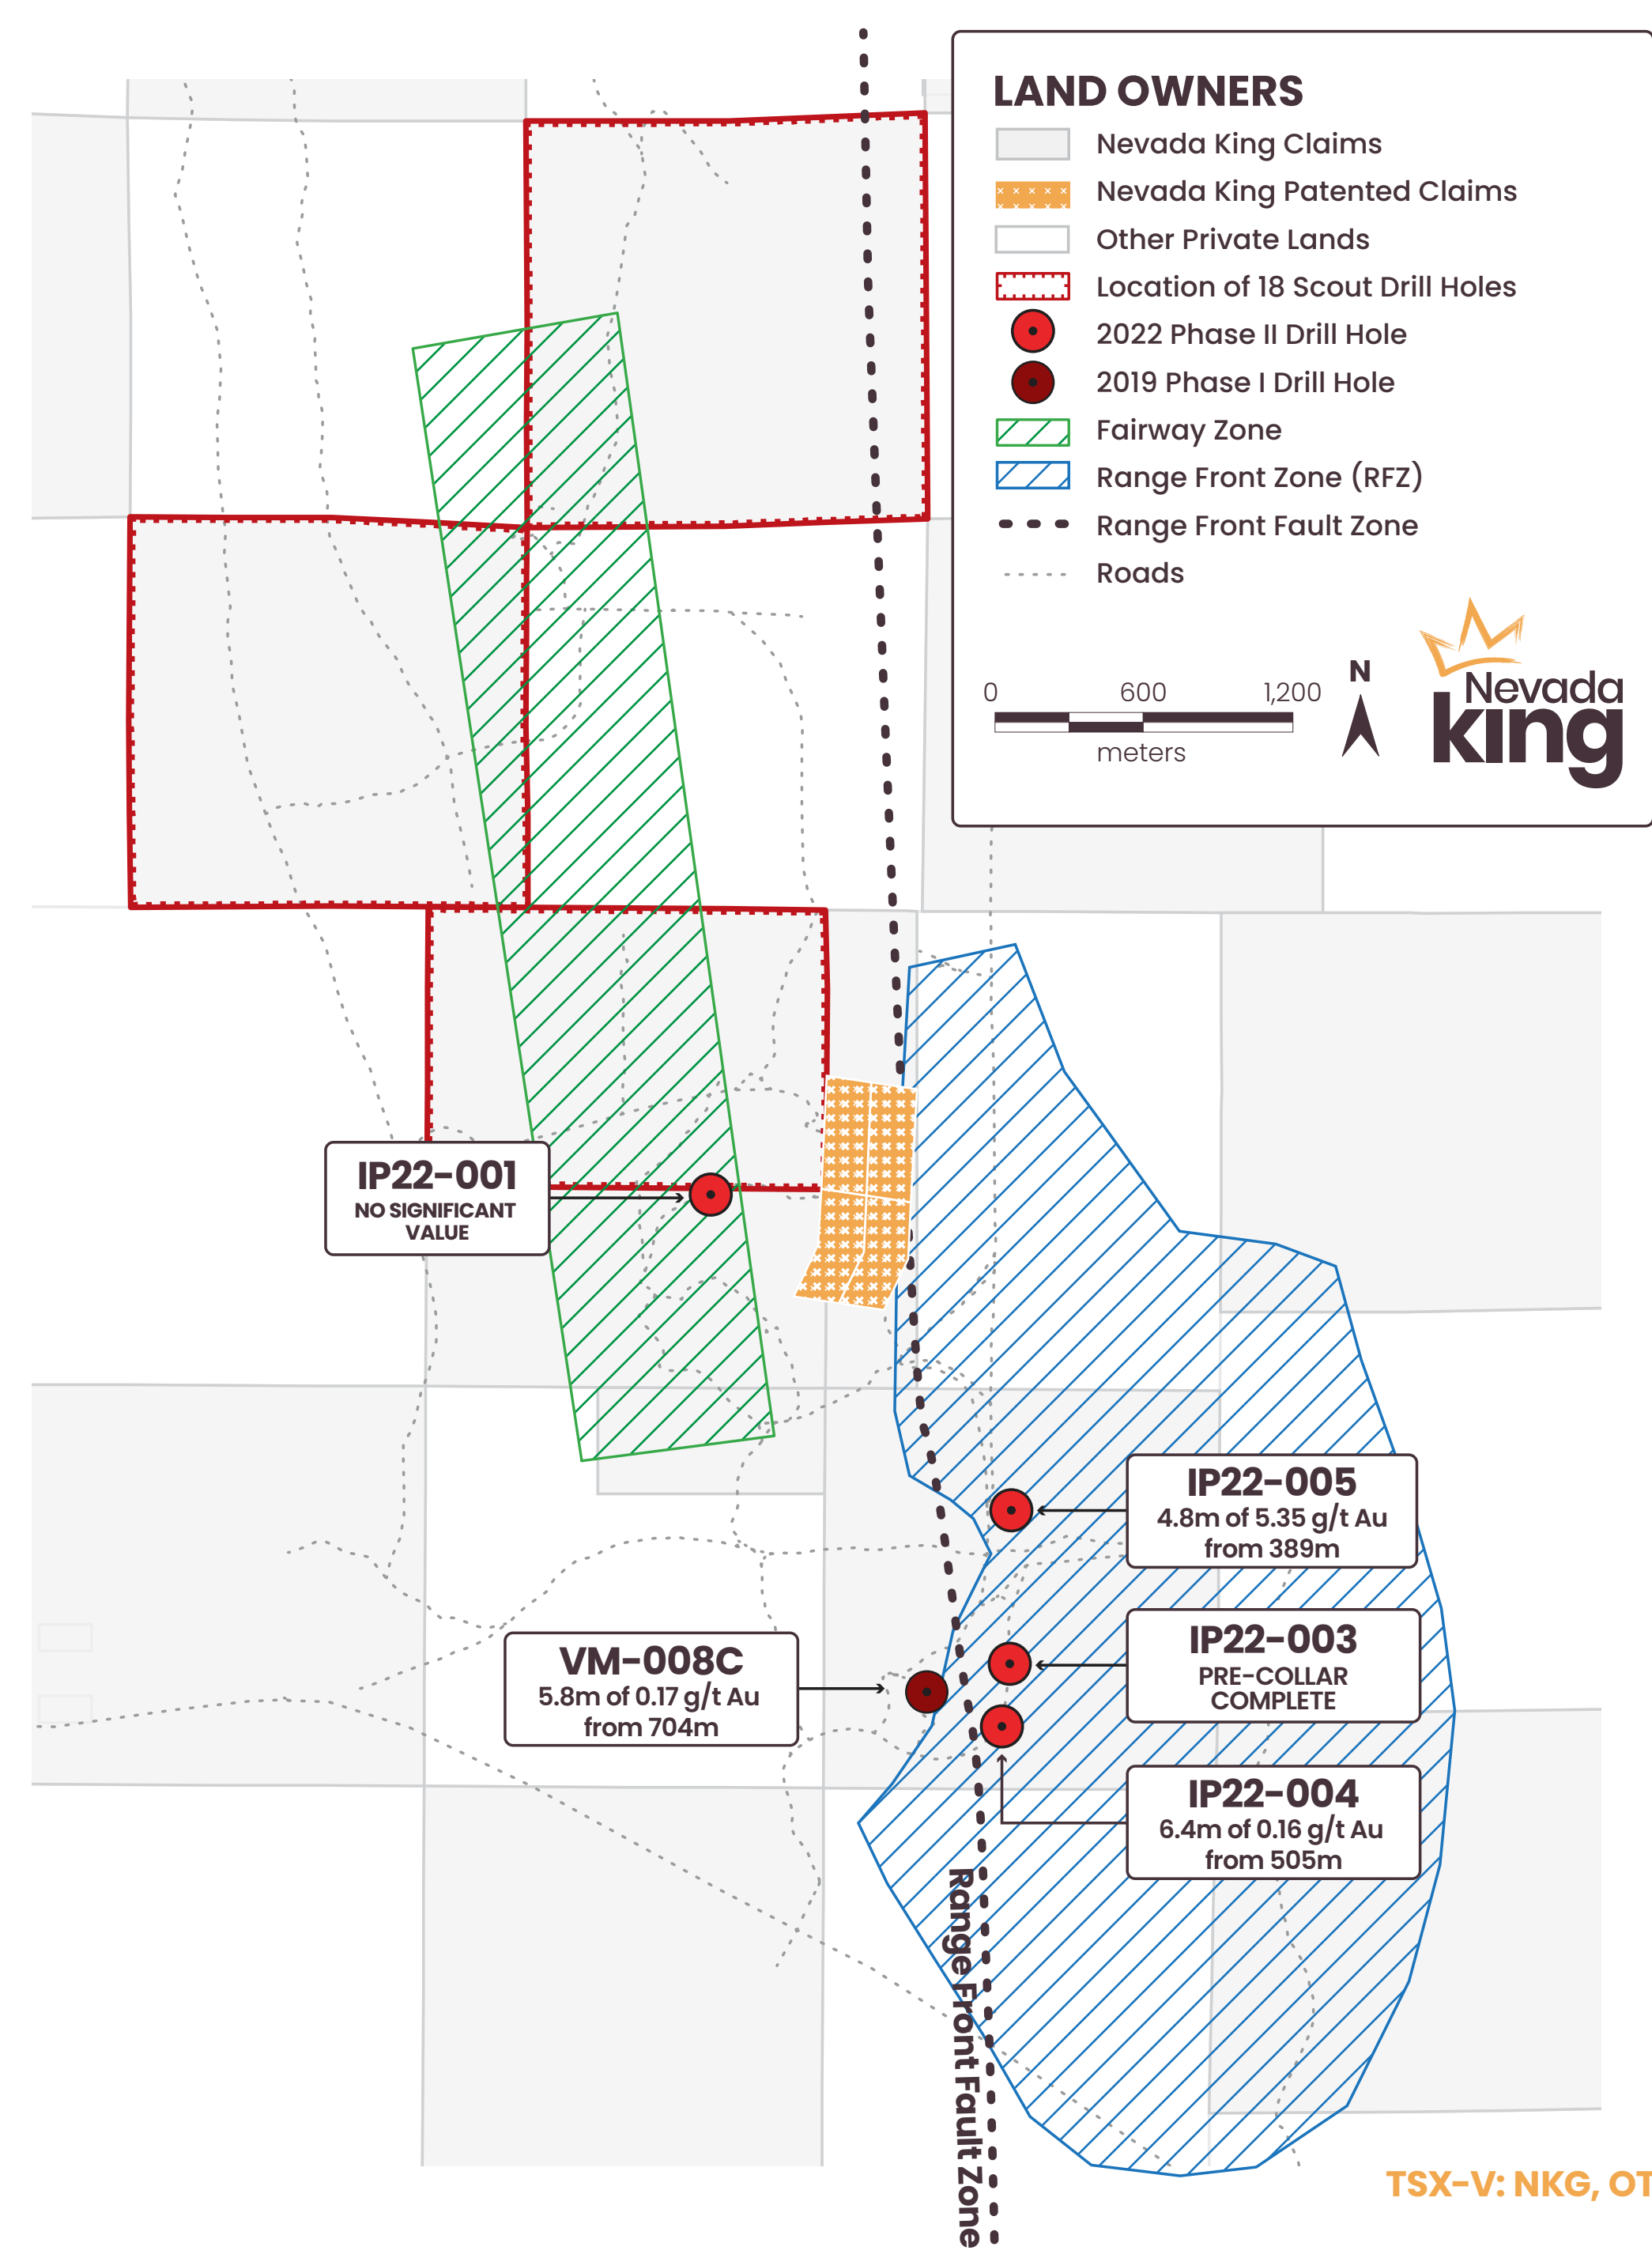 LAND OWNERS
Nevada King Claims
Nevada King Patented Claims
Other Private Lands
Location of 18 Scout Drill Holes
2022 Phase II Drill Hole
2019 Phase I Drill Hole
Fairway Zone
Range Front Zone (RFZ)
Range Front Fault Zone
Roads
0 600 1,200
meters
N
Nevada
king
IP22-001
NO SIGNIFICANT
VALUE
IP22-005
4.8m of 5.35 g/t Au
from 389m
IP22-003
PRE-COLLAR
COMPLETE
VM-008C
5.8m of 0.17 g/t Au
from 704m
IP22-004
6.4m of 0.16 g/t Au
from 505m
Range Front Fault Zone
TSX-V: NKG, OT